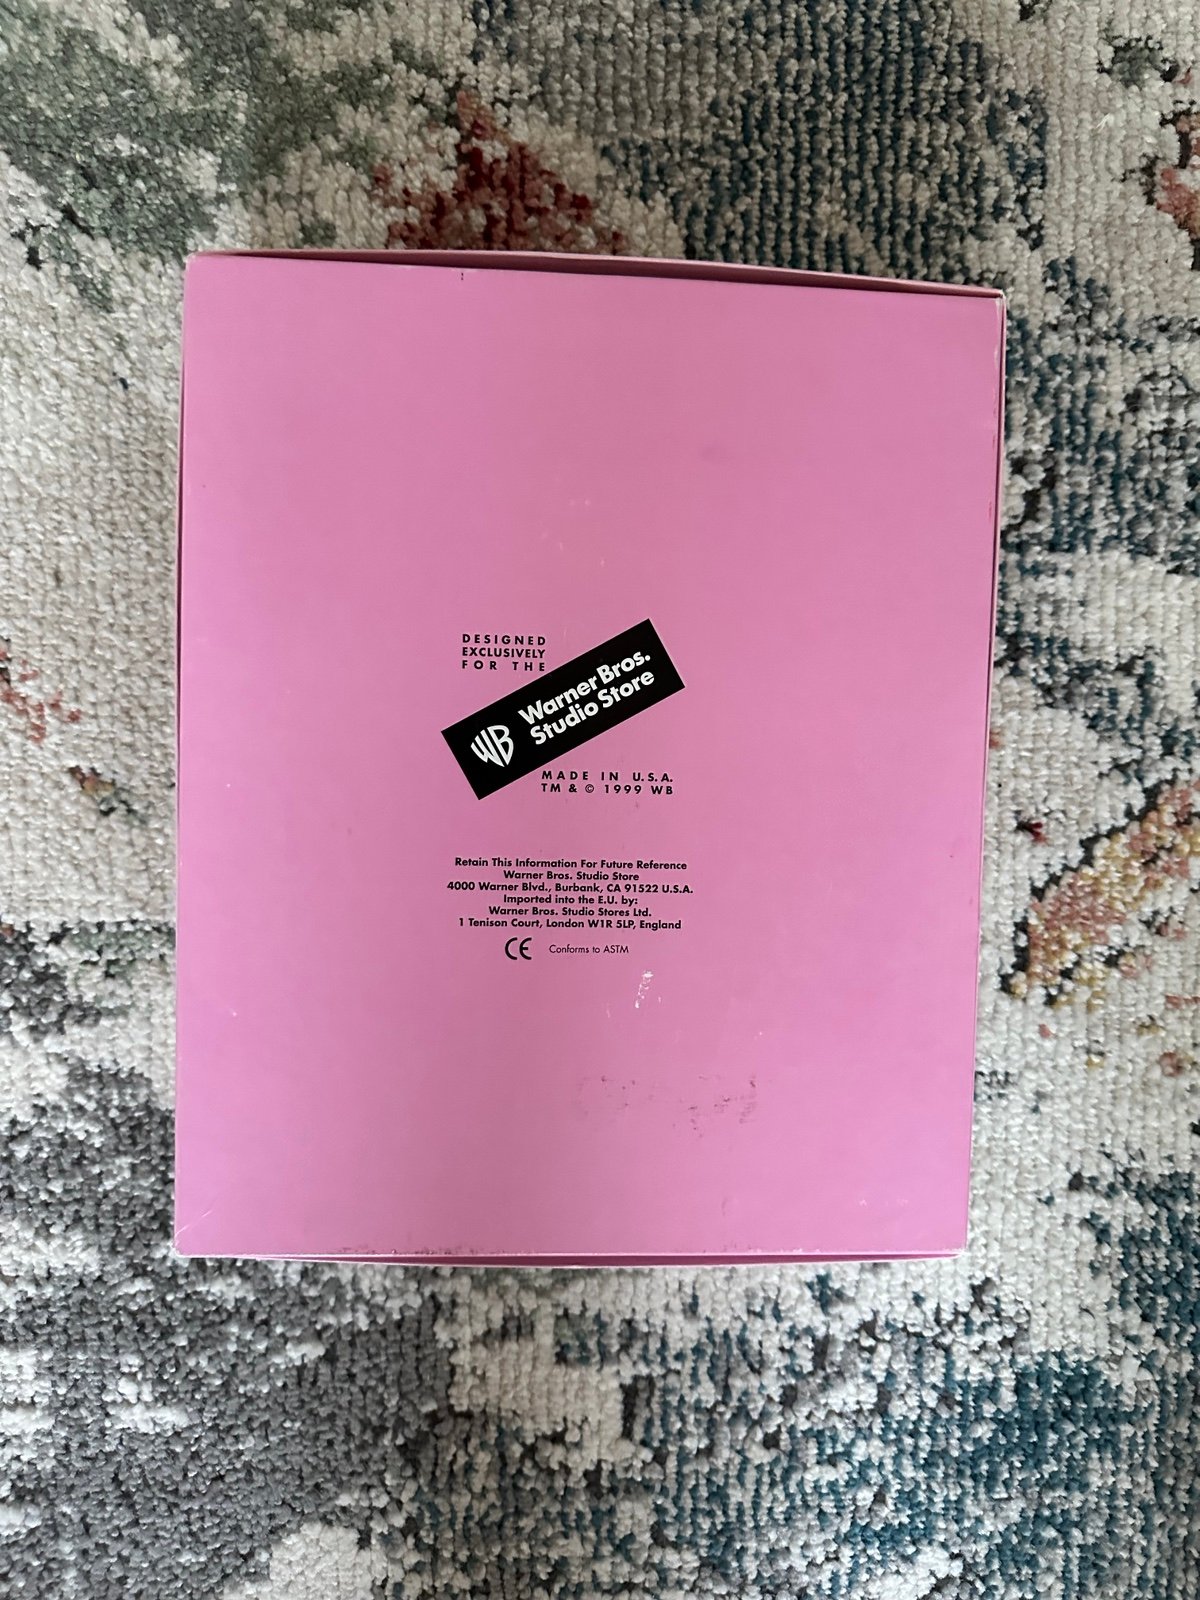 DESIGNED
EXCLUSIVELY
FOR THE
WB Warner Bros.
Studio Store
MADE IN U.S.A.
TM & © 1999 WB
Retain This Information For Future Reference
Warner Bros. Studio Store
4000 Warner Blvd., Burbank, CA 91522 U.S.A.
Imported into the E.U. by:
Warner Bros. Studio Stores Ltd.
1 Tenison Court, London W1R 5LP, England
CE Conforms to ASTM